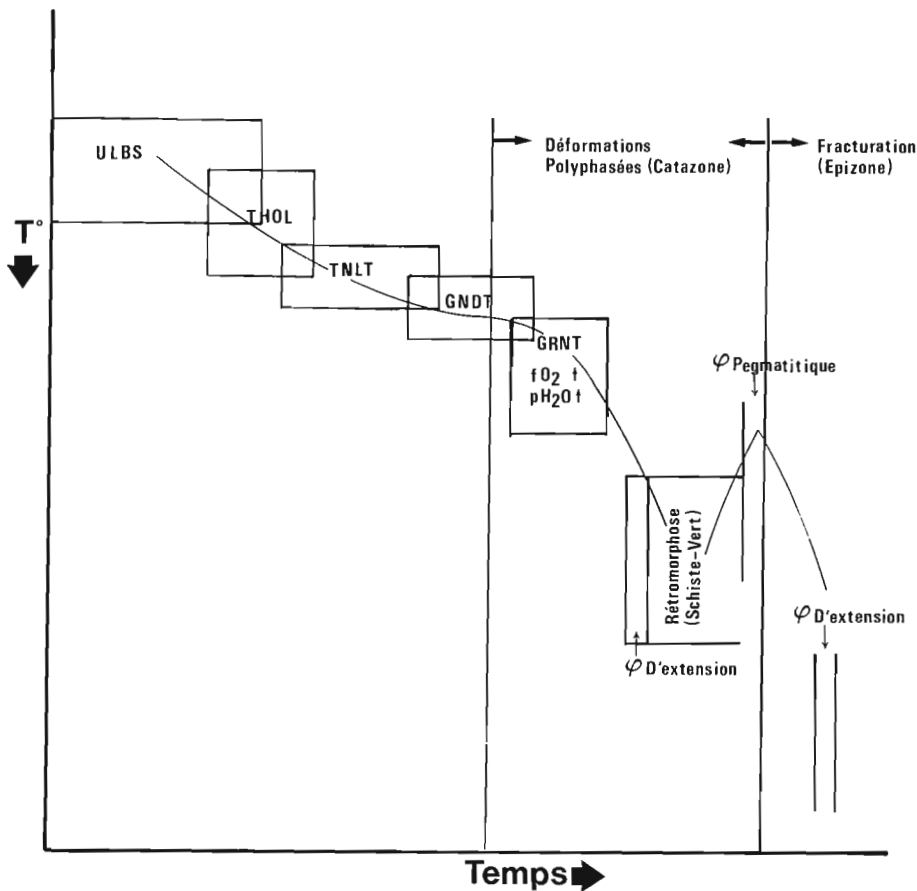 ULBS
THOL
TNLT
GNDT
GRNT
fO₂ ↑
pH₂O ↑
T°
Déformations
Polyphasées (Catazone)
Fracturation
(Epizone)
φ Pegmatitique
Rétromorphose
(Schiste-Vert)
φ D'extension
φ D'extension
Temps